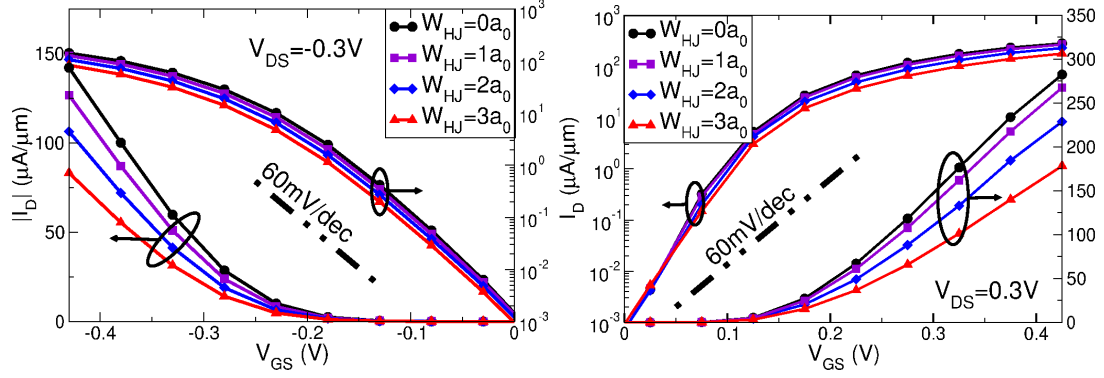 W_HJ=0a_0
W_HJ=1a_0
W_HJ=2a_0
W_HJ=3a_0
V_DS=-0.3V
60mV/dec
|I_D| (μA/μm)
150
100
50
0
10^3
10^2
10^1
10^0
10^-1
10^-2
10^-3
-0.4
-0.3
-0.2
-0.1
0
V_GS (V)
W_HJ=0a_0
W_HJ=1a_0
W_HJ=2a_0
W_HJ=3a_0
V_DS=0.3V
60mV/dec
I_D (μA/μm)
10^3
10^2
10^1
10^0
10^-1
10^-2
10^-3
350
300
250
200
150
100
50
0
0
0.1
0.2
0.3
0.4
V_GS (V)